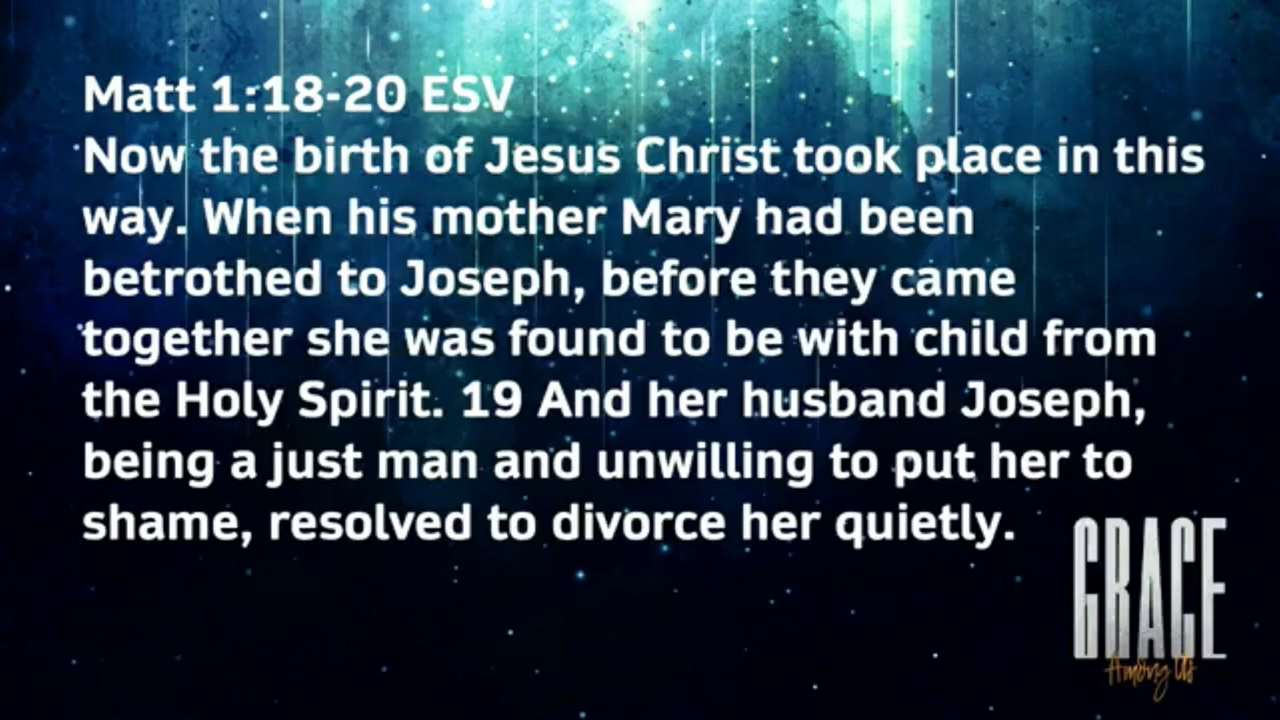 Matt 1:18-20 ESV
Now the birth of Jesus Christ took place in this
way. When his mother Mary had been
betrothed to Joseph, before they came
together she was found to be with child from
the Holy Spirit. 19 And her husband Joseph,
being a just man and unwilling to put her to
shame, resolved to divorce her quietly.
GRACE
Among Us